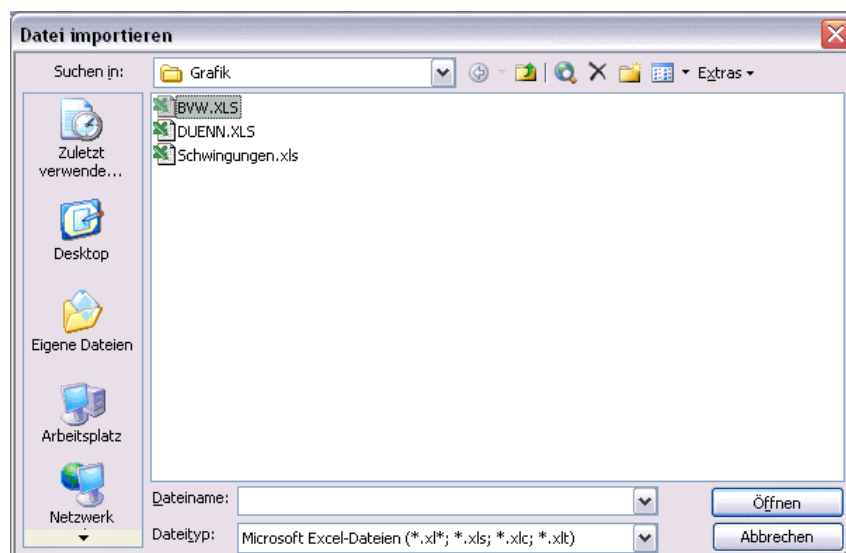 Datei importieren
Suchen in:
Grafik
Extras
Zuletzt
verwende...
Desktop
Eigene Dateien
Arbeitsplatz
Netzwerk
BVW.XLS
DUENN.XLS
Schwingungen.xls
Dateiname:
Öffnen
Dateityp:
Microsoft Excel-Dateien (*.xl*; *.xls; *.xlc; *.xlt)
Abbrechen